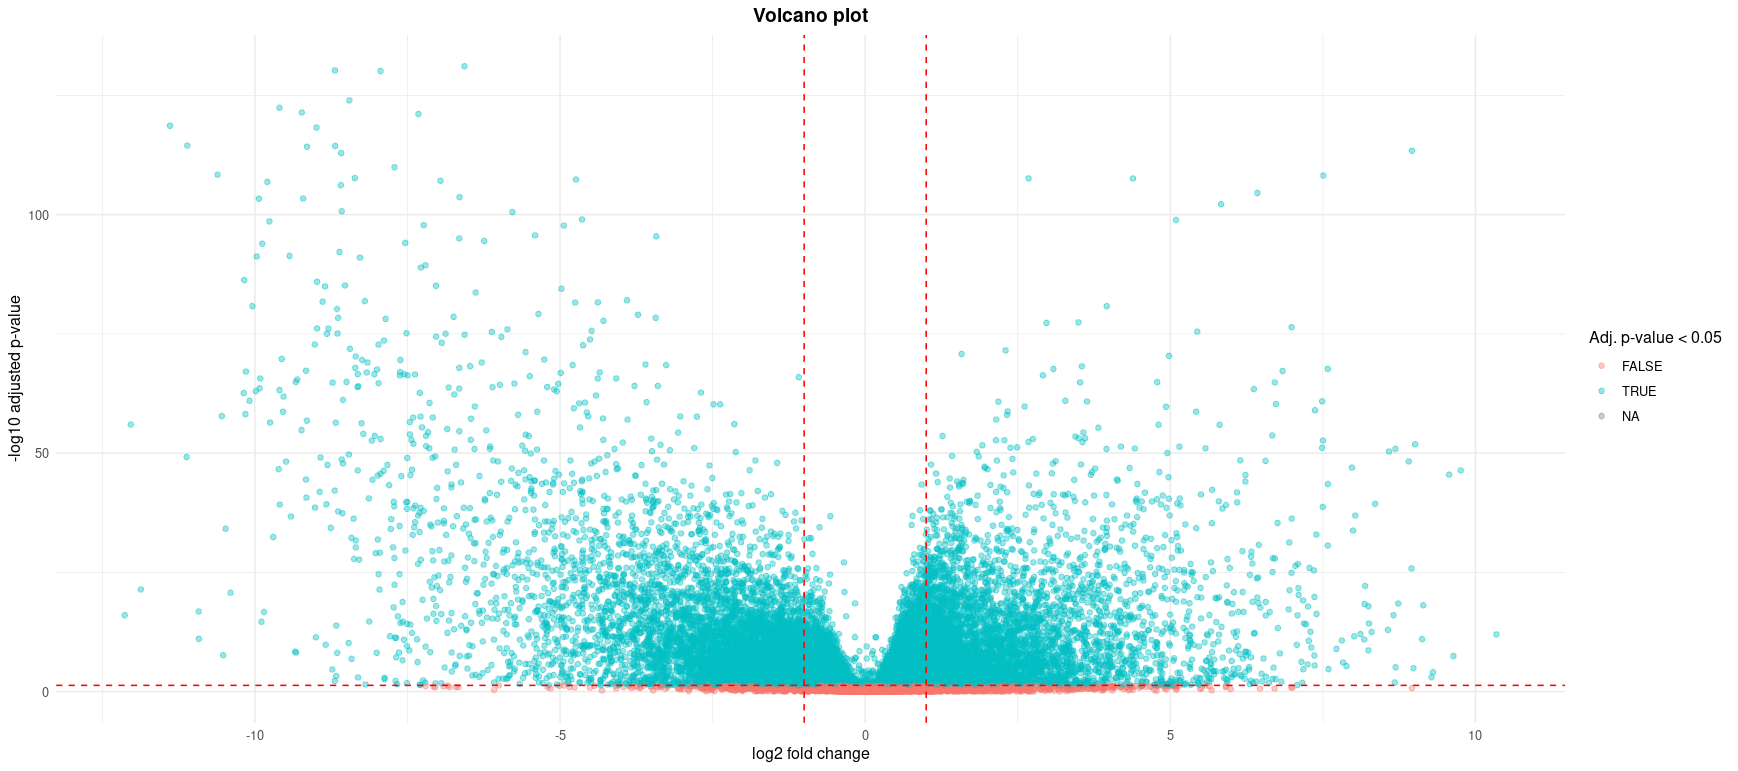 Volcano plot
100
50
0
-10
-5
0
5
10
log2 fold change
-log10 adjusted p-value
Adj. p-value < 0.05
FALSE
TRUE
NA